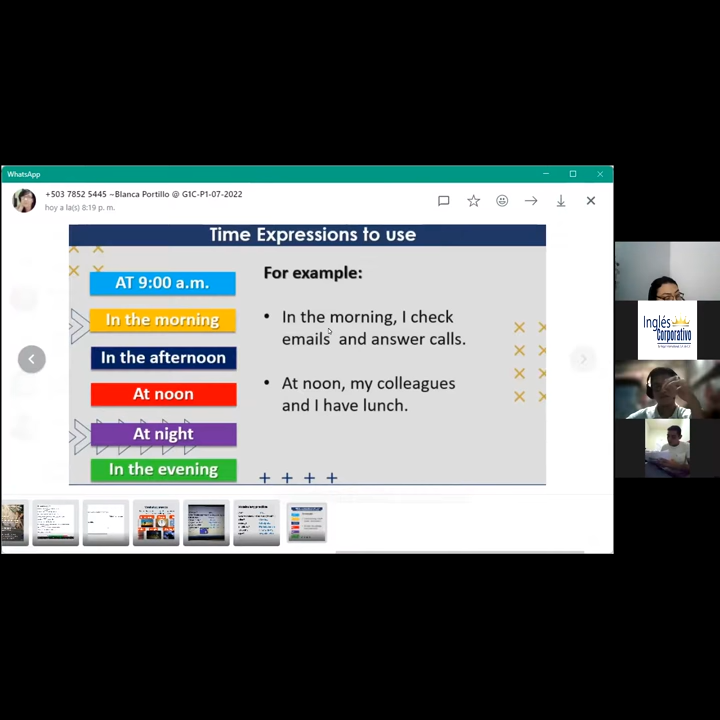 WhatsApp
+503 7852 5445 ~Blanca Portillo @ G1C-P1-07-2022
hoy a la(s) 8:19 p. m.
Time Expressions to use
AT 9:00 a.m.
In the morning
In the afternoon
At noon
At night
In the evening
For example:
• In the morning, I check
emails and answer calls.
• At noon, my colleagues
and I have lunch.
Inglés
Corporativo